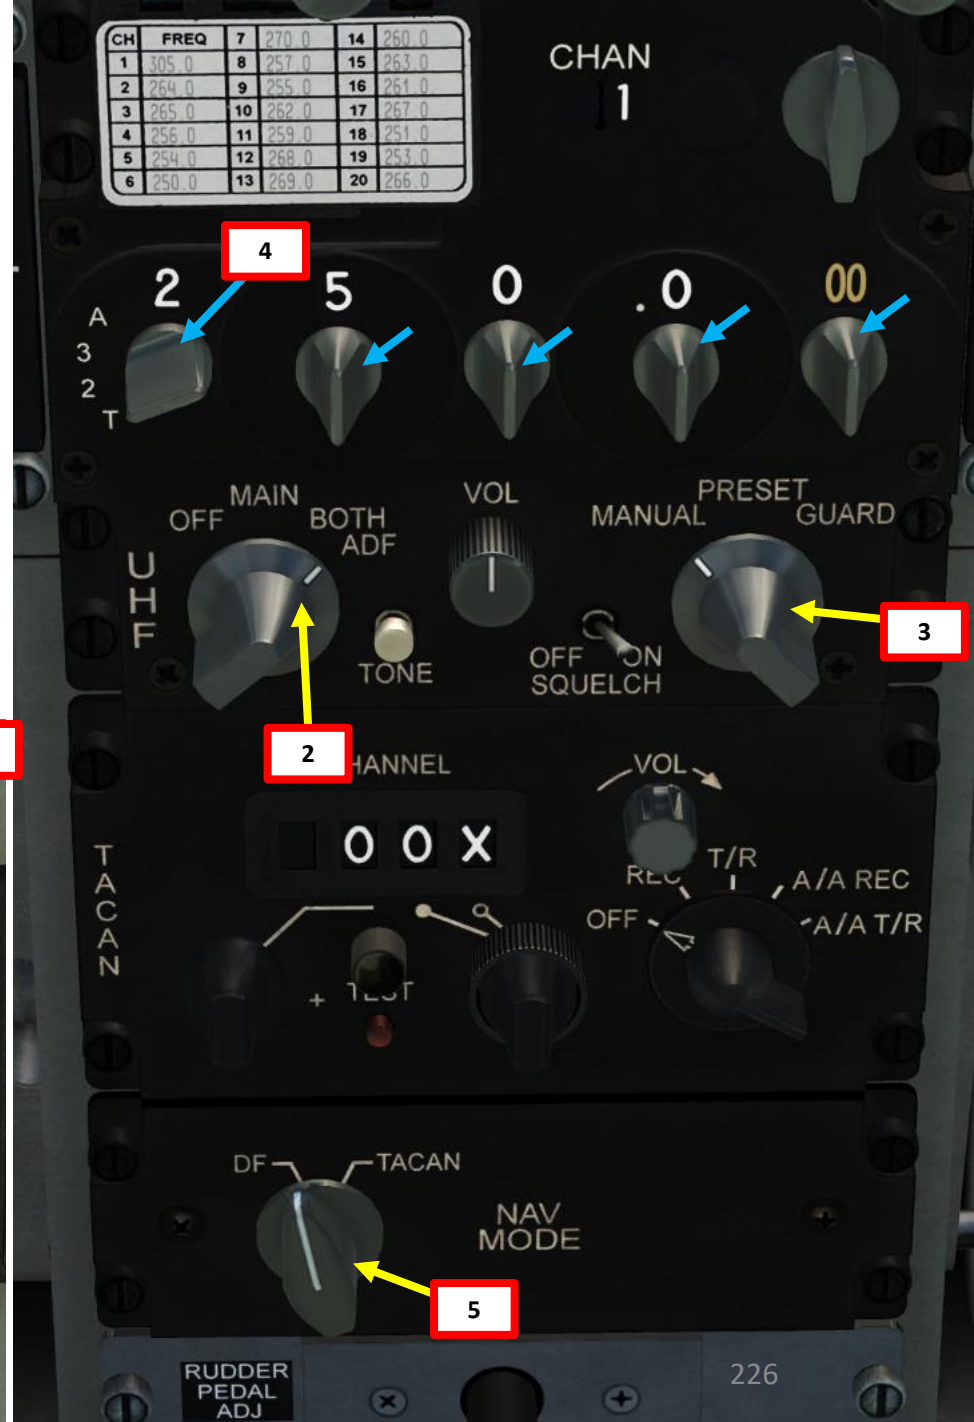 CH FREQ 7 270.0 14 260.0
1 305.0 8 257.0 15 263.0
2 264.0 9 255.0 16 261.0
3 265.0 10 262.0 17 267.0
4 256.0 11 259.0 18 251.0
5 254.0 12 268.0 19 253.0
6 250.0 13 269.0 20 266.0
CHAN
1
4
2 5 0 .0 00
A
3
2
T
OFF MAIN BOTH ADF
VOL
MANUAL PRESET GUARD
UHF
TONE
OFF ON
SQUELCH
3
2
HANNEL
VOL
0 0 X
TACAN
OFF REC T/R A/A REC A/A T/R
+ TEST
DF TACAN
NAV
MODE
5
RUDDER
PEDAL
ADJ
226